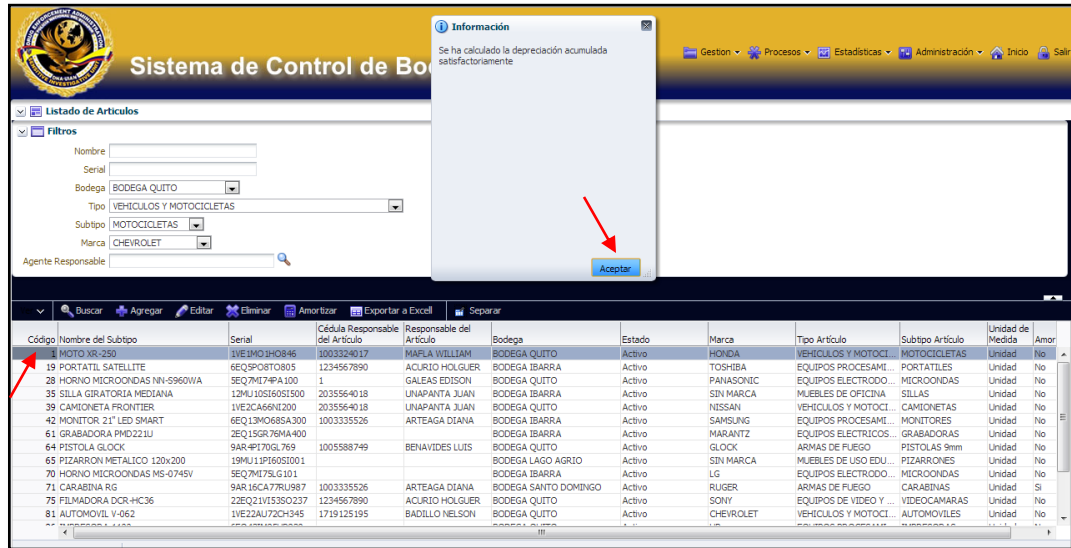 DRUG ENFORCEMENT ADMINISTRATION
SENSITIVE INVESTIGATIVE UNIT
Sistema de Control de Bo
Información
Se ha calculado la depreciación acumulada
satisfactoriamente
Aceptar
Gestion Procesos Estadísticas Administración Inicio Salir
Listado de Articulos
Filtros
Nombre
Serial
Bodega BODEGA QUITO
Tipo VEHICULOS Y MOTOCICLETAS
Subtipo MOTOCICLETAS
Marca CHEVROLET
Agente Responsable
Buscar Agregar Editar Eliminar Amortizar Exportar a Excell Separar
Código Nombre del Subtipo Serial Cédula Responsable del Artículo Responsable del Artículo Bodega Estado Marca Tipo Artículo Subtipo Artículo Unidad de Medida Amor
1 MOTO XR-250 1VE1MO1HO846 1003324017 MAFLA WILLIAM BODEGA QUITO Activo HONDA VEHICULOS Y MOTOCI... MOTOCICLETAS Unidad No
19 PORTATIL SATELLITE 6EQ5PO8TO805 1234567890 ACURIO HOLGUER BODEGA IBARRA Activo TOSHIBA EQUIPOS PROCESAMI... PORTATILES Unidad No
28 HORNO MICROONDAS NN-S960WA 5EQ7MI74PA100 1 GALEAS EDISON BODEGA QUITO Activo PANASONIC EQUIPOS ELECTRODO... MICROONDAS Unidad No
35 SILLA GIRATORIA MEDIANA 12MU10SI60SI500 2035564018 UNAPANTA JUAN BODEGA IBARRA Activo SIN MARCA MUEBLES DE OFICINA SILLAS Unidad No
39 CAMIONETA FRONTIER 1VE2CA66NI200 2035564018 UNAPANTA JUAN BODEGA QUITO Activo NISSAN VEHICULOS Y MOTOCI... CAMIONETAS Unidad No
42 MONITOR 21" LED SMART 6EQ13MO68SA300 1003335526 ARTEAGA DIANA BODEGA IBARRA Activo SAMSUNG EQUIPOS PROCESAMI... MONITORES Unidad No
61 GRABADORA PMD221U 2EQ15GR76MA400 BODEGA IBARRA Activo MARANTZ EQUIPOS ELECTRICOS... GRABADORAS Unidad No
64 PISTOLA GLOCK 9AR4PI70GL769 1005588749 BENAVIDES LUIS BODEGA QUITO Activo GLOCK ARMAS DE FUEGO PISTOLAS 9mm Unidad No
65 PIZARRON METALICO 120x200 19MU11PI60SI001 BODEGA LAGO AGRIO Activo SIN MARCA MUEBLES DE USO EDU... PIZARRONES Unidad No
70 HORNO MICROONDAS MS-0745V 5EQ7MI75LG101 BODEGA IBARRA Activo LG EQUIPOS ELECTRODO... MICROONDAS Unidad No
71 CARABINA RG 9AR16CA77RU987 1003335526 ARTEAGA DIANA BODEGA SANTO DOMINGO Activo RUGER ARMAS DE FUEGO CARABINAS Unidad Si
75 FILMADORA DCR-HC36 22EQ21VI53SO237 1234567890 ACURIO HOLGUER BODEGA QUITO Activo SONY EQUIPOS DE VIDEO Y ... VIDEOCAMARAS Unidad No
81 AUTOMOVIL V-062 1VE22AU72CH345 1719125195 BADILLO NELSON BODEGA QUITO Activo CHEVROLET VEHICULOS Y MOTOCI... AUTOMOVILES Unidad No